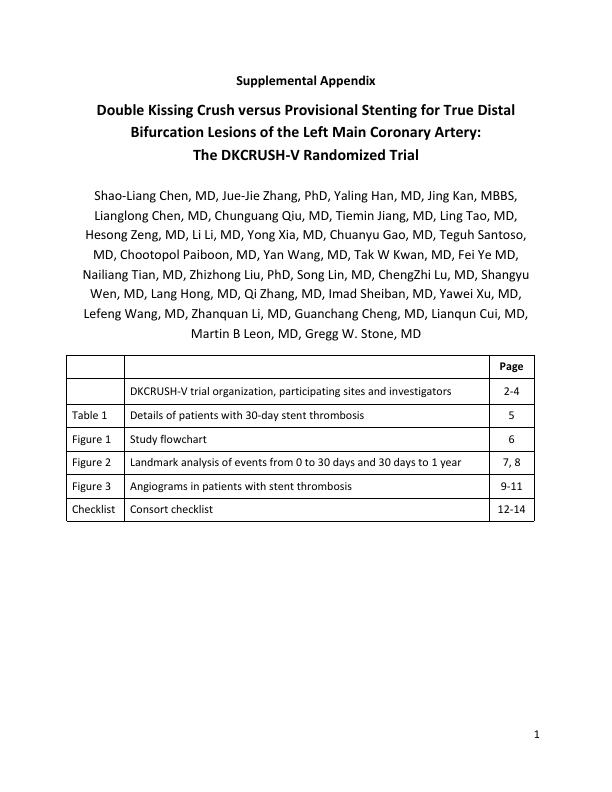 Supplemental Appendix
Double Kissing Crush versus Provisional Stenting for True Distal
Bifurcation Lesions of the Left Main Coronary Artery:
The DKCRUSH-V Randomized Trial
Shao-Liang Chen, MD, Jue-Jie Zhang, PhD, Yaling Han, MD, Jing Kan, MBBS,
Lianglong Chen, MD, Chunguang Qiu, MD, Tiemin Jiang, MD, Ling Tao, MD,
Hesong Zeng, MD, Li Li, MD, Yong Xia, MD, Chuanyu Gao, MD, Teguh Santoso,
MD, Chootopol Paiboon, MD, Yan Wang, MD, Tak W Kwan, MD, Fei Ye MD,
Nailiang Tian, MD, Zhizhong Liu, PhD, Song Lin, MD, ChengZhi Lu, MD, Shangyu
Wen, MD, Lang Hong, MD, Qi Zhang, MD, Imad Sheiban, MD, Yawei Xu, MD,
Lefeng Wang, MD, Zhanquan Li, MD, Guanchang Cheng, MD, Lianqun Cui, MD,
Martin B Leon, MD, Gregg W. Stone, MD
Page
DKCRUSH-V trial organization, participating sites and investigators 2-4
Table 1 Details of patients with 30-day stent thrombosis 5
Figure 1 Study flowchart 6
Figure 2 Landmark analysis of events from 0 to 30 days and 30 days to 1 year 7, 8
Figure 3 Angiograms in patients with stent thrombosis 9-11
Checklist Consort checklist 12-14
1